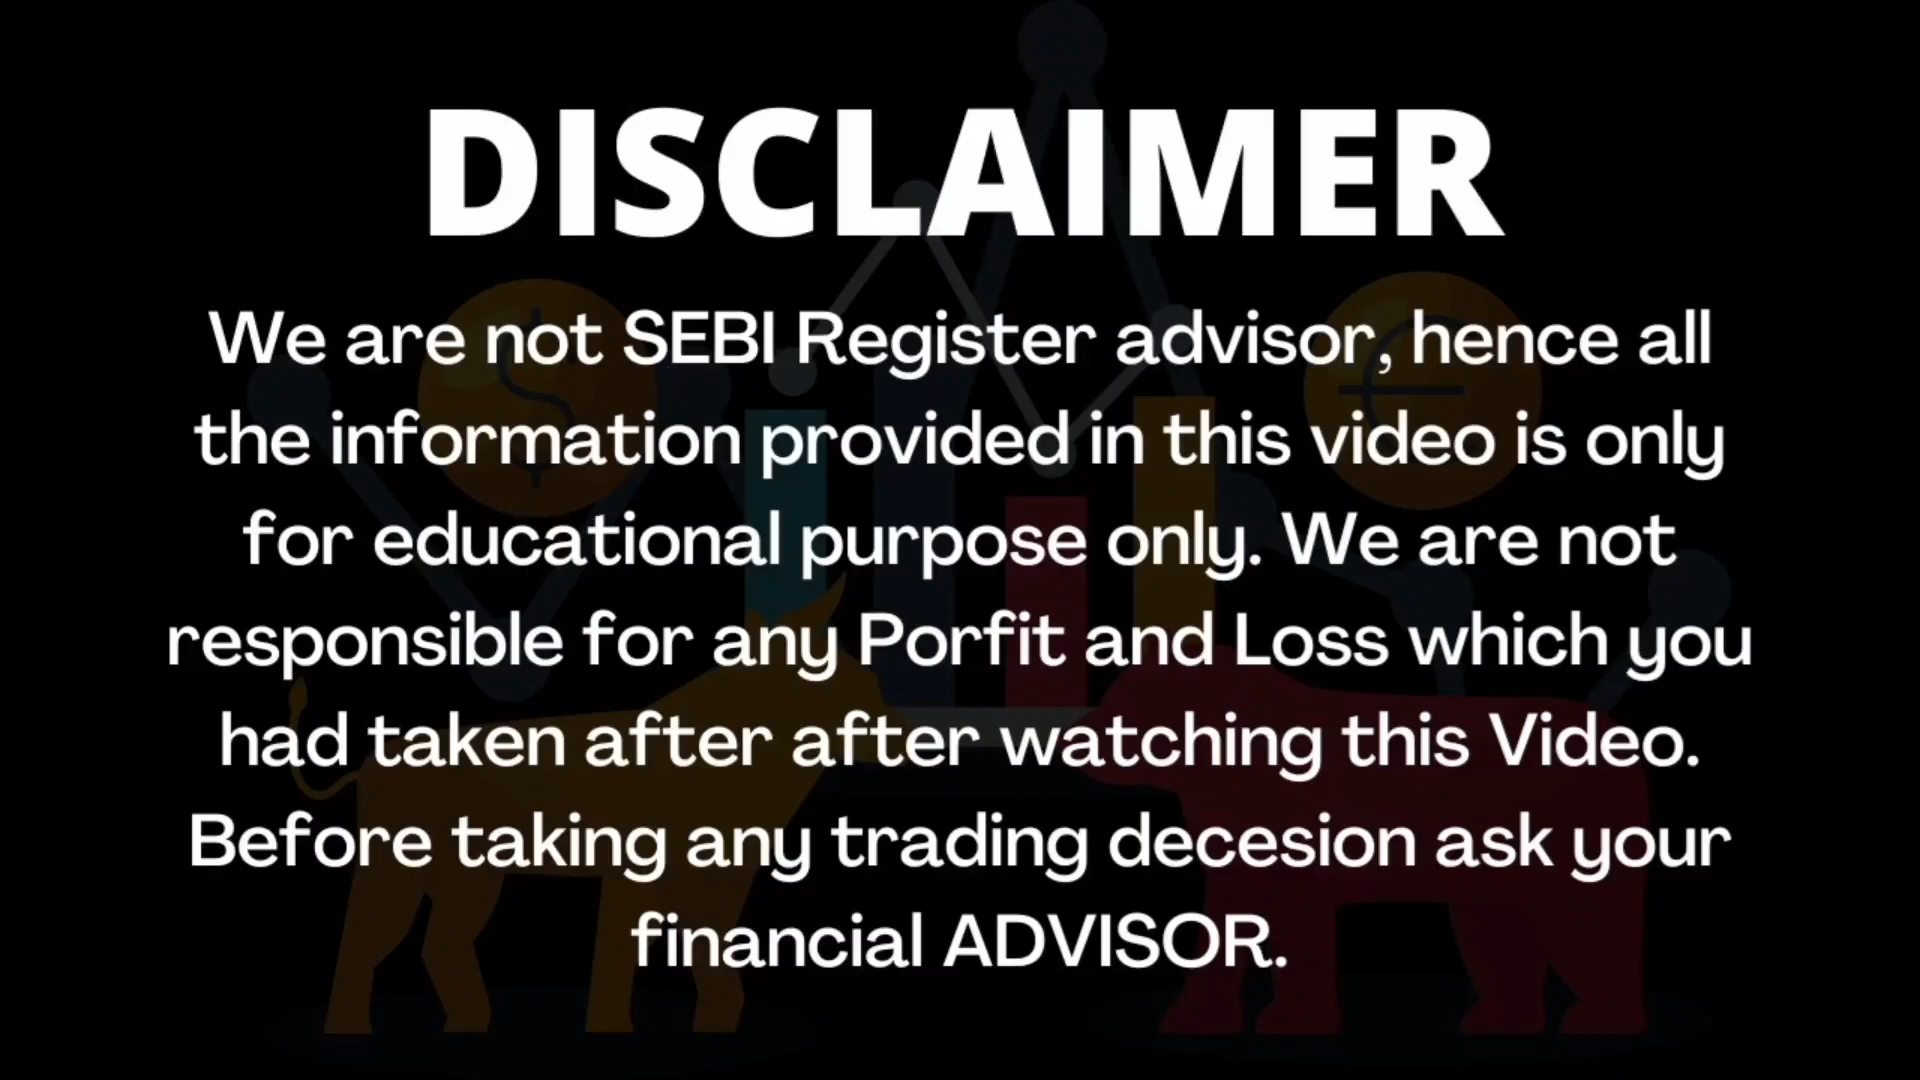 DISCLAIMER
We are not SEBI Register advisor, hence all
the information provided in this video is only
for educational purpose only. We are not
responsible for any Porfit and Loss which you
had taken after after watching this Video.
Before taking any trading decesion ask your
financial ADVISOR.